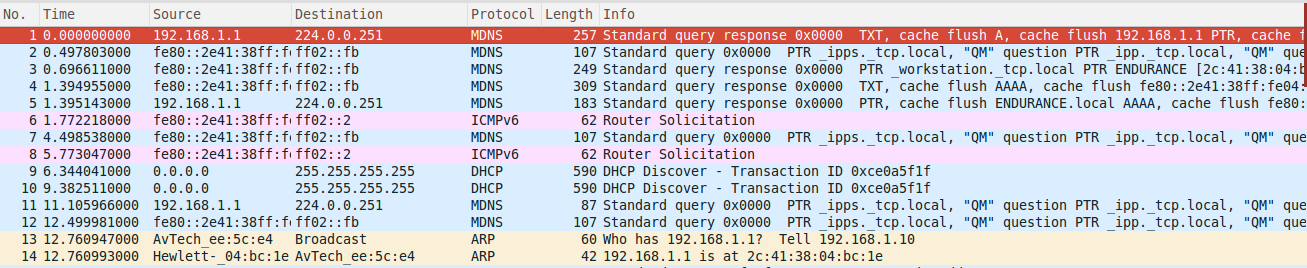 No. Time Source Destination Protocol Length Info
1 0.000000000 192.168.1.1 224.0.0.251 MDNS 257 Standard query response 0x0000 TXT, cache flush A, cache flush 192.168.1.1 PTR, cache f
2 0.497803000 fe80::2e41:38ff:fe ff02::fb MDNS 107 Standard query 0x0000 PTR _ipps._tcp.local, "QM" question PTR _ipp._tcp.local, "QM" que
3 0.696611000 fe80::2e41:38ff:fe ff02::fb MDNS 249 Standard query response 0x0000 PTR _workstation._tcp.local PTR ENDURANCE [2c:41:38:04:b
4 1.394955000 fe80::2e41:38ff:fe ff02::fb MDNS 309 Standard query response 0x0000 TXT, cache flush AAAA, cache flush fe80::2e41:38ff:fe04:
5 1.395143000 192.168.1.1 224.0.0.251 MDNS 183 Standard query response 0x0000 PTR, cache flush ENDURANCE.local AAAA, cache flush fe80:
6 1.772218000 fe80::2e41:38ff:fe ff02::2 ICMPv6 62 Router Solicitation
7 4.498538000 fe80::2e41:38ff:fe ff02::fb MDNS 107 Standard query 0x0000 PTR _ipps._tcp.local, "QM" question PTR _ipp._tcp.local, "QM" que
8 5.773047000 fe80::2e41:38ff:fe ff02::2 ICMPv6 62 Router Solicitation
9 6.344041000 0.0.0.0 255.255.255.255 DHCP 590 DHCP Discover - Transaction ID 0xce0a5f1f
10 9.382511000 0.0.0.0 255.255.255.255 DHCP 590 DHCP Discover - Transaction ID 0xce0a5f1f
11 11.105966000 192.168.1.1 224.0.0.251 MDNS 87 Standard query 0x0000 PTR _ipps._tcp.local, "QM" question PTR _ipp._tcp.local, "QM" que
12 12.499981000 fe80::2e41:38ff:fe ff02::fb MDNS 107 Standard query 0x0000 PTR _ipps._tcp.local, "QM" question PTR _ipp._tcp.local, "QM" que
13 12.760947000 AvTech_ee:5c:e4 Broadcast ARP 60 Who has 192.168.1.1? Tell 192.168.1.10
14 12.760993000 Hewlett-_04:bc:1e AvTech_ee:5c:e4 ARP 42 192.168.1.1 is at 2c:41:38:04:bc:1e